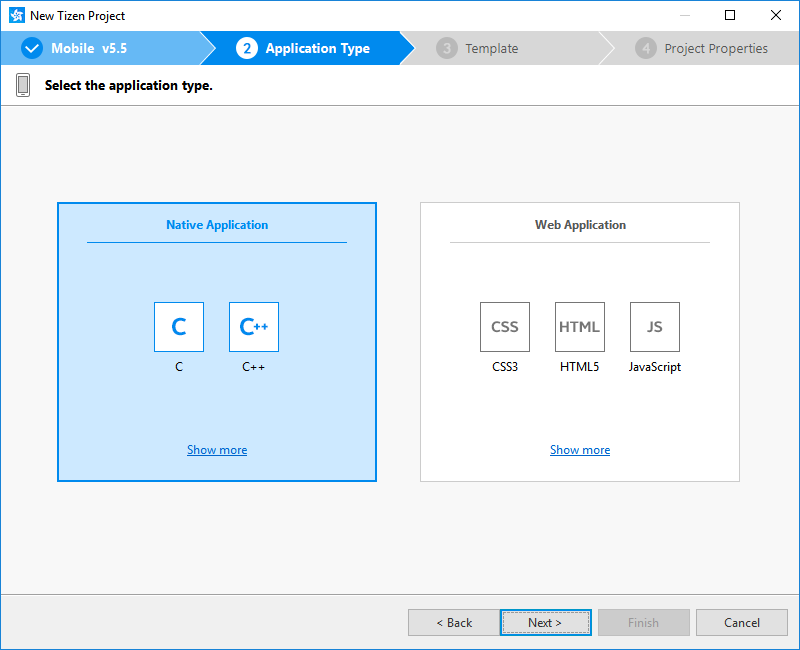 New Tizen Project
Mobile v5.5
2 Application Type
3 Template
4 Project Properties
Select the application type.
Native Application
C
C++
C
C++
Show more
Web Application
CSS
HTML
JS
CSS3
HTML5
JavaScript
Show more
< Back
Next >
Finish
Cancel